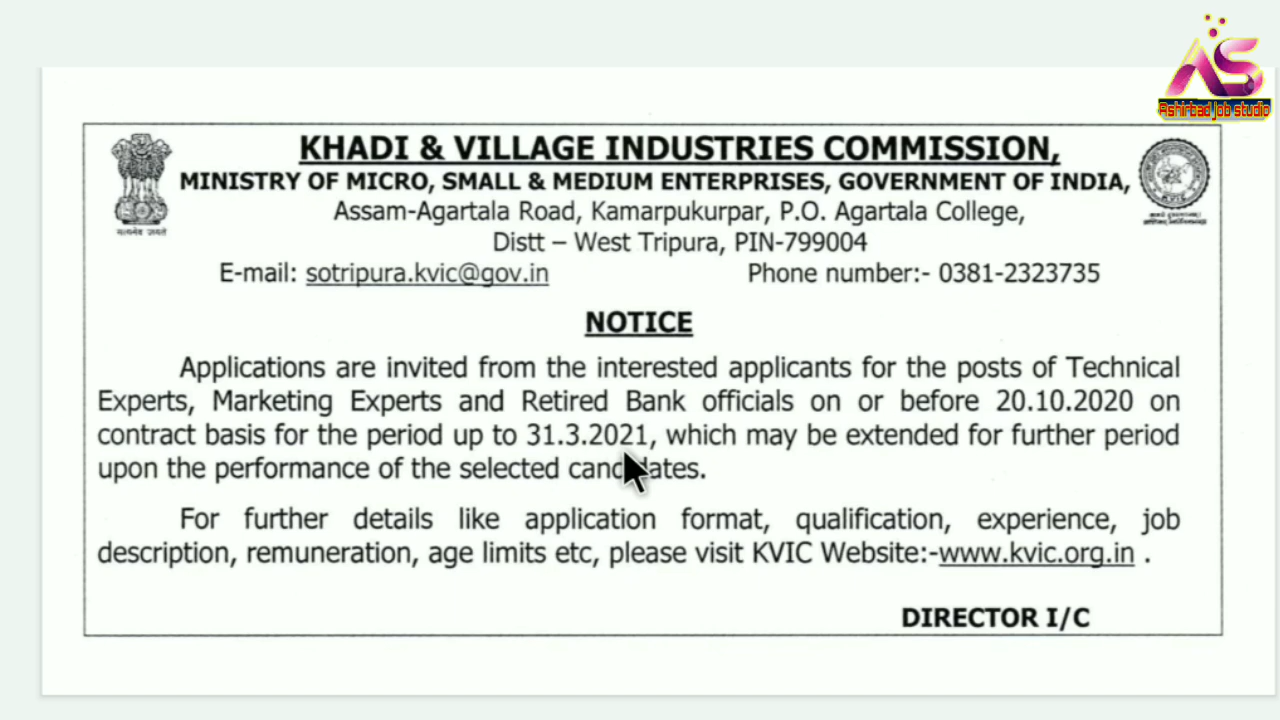 AS
Ashirbad job studio
KHADI & VILLAGE INDUSTRIES COMMISSION,
MINISTRY OF MICRO, SMALL & MEDIUM ENTERPRISES, GOVERNMENT OF INDIA,
Assam-Agartala Road, Kamarpukurpar, P.O. Agartala College,
Distt – West Tripura, PIN-799004
E-mail: sotripura.kvic@gov.in Phone number:- 0381-2323735
सत्यमेव जयते
KVIC
NOTICE
Applications are invited from the interested applicants for the posts of Technical
Experts, Marketing Experts and Retired Bank officials on or before 20.10.2020 on
contract basis for the period up to 31.3.2021, which may be extended for further period
upon the performance of the selected candidates.
For further details like application format, qualification, experience, job
description, remuneration, age limits etc, please visit KVIC Website:-www.kvic.org.in .
DIRECTOR I/C